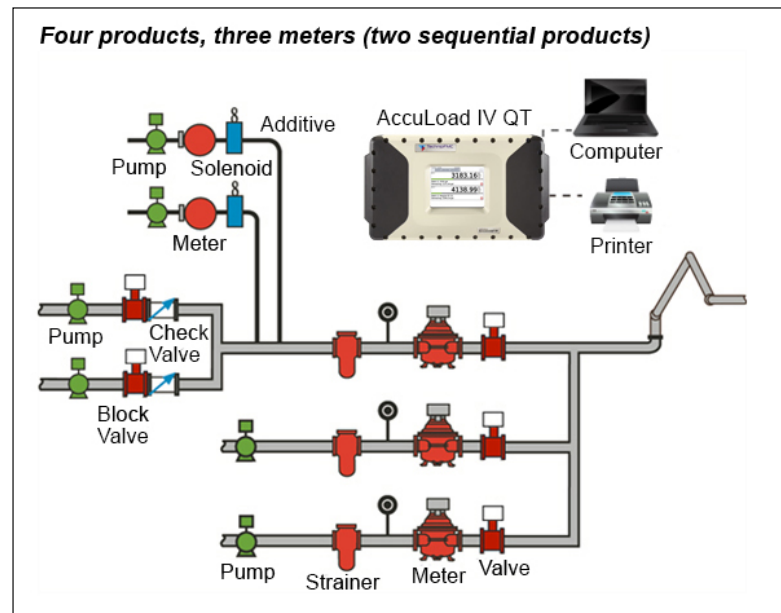 Four products, three meters (two sequential products)
Additive
AccuLoad IV QT
Pump
Solenoid
Computer
3183.16
4138.99
Meter
Printer
Pump
Check
Valve
Block
Valve
Pump
Strainer
Meter
Valve